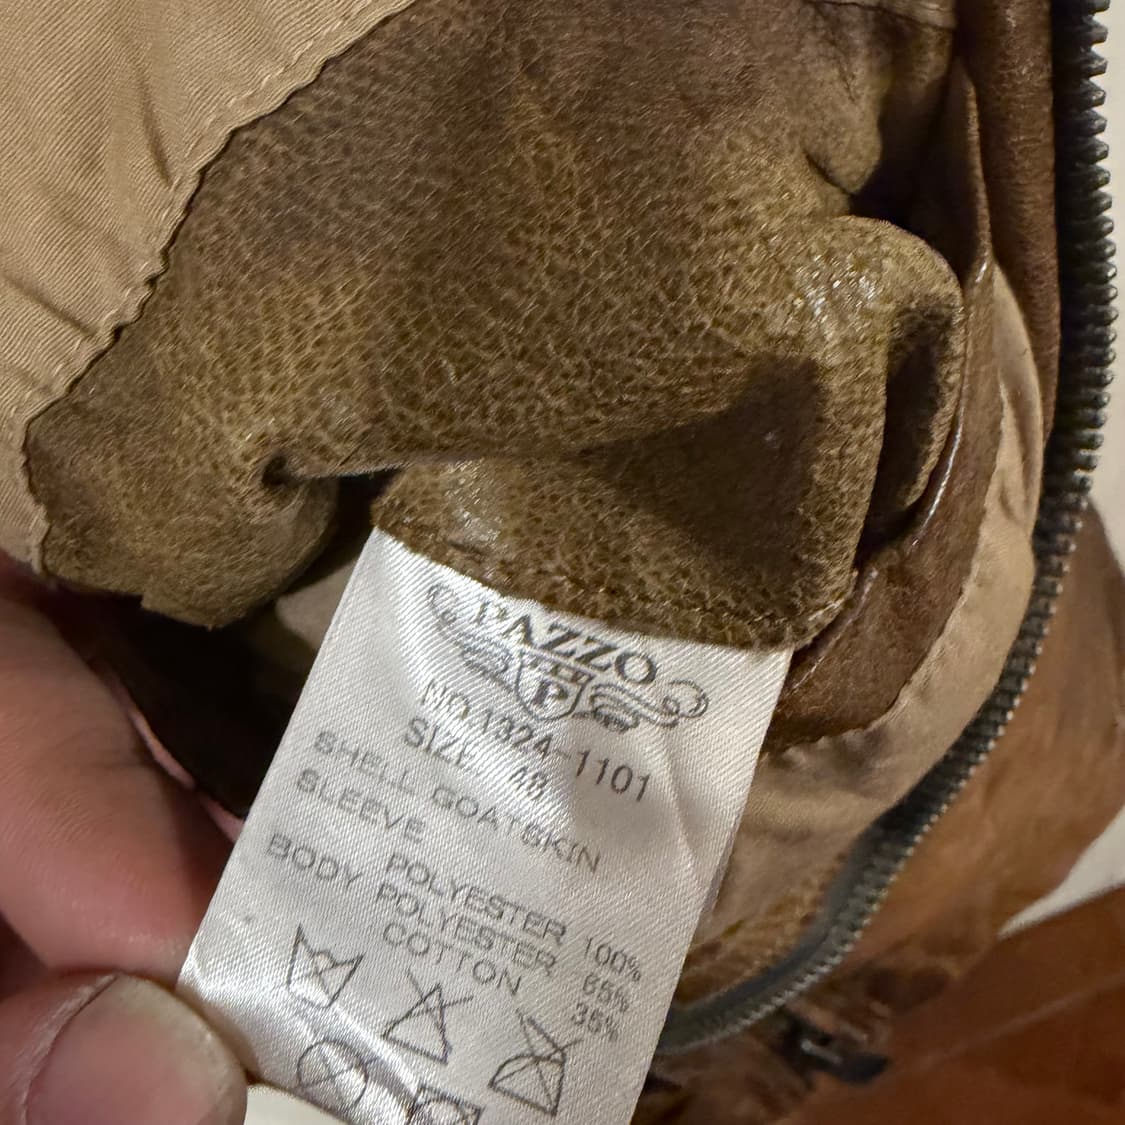 PAZZO
P
NO.1324-1101
SIZE. 48
SHELL GOATSKIN
SLEEVE
POLYESTER 100%
BODY POLYESTER 65%
COTTON 35%